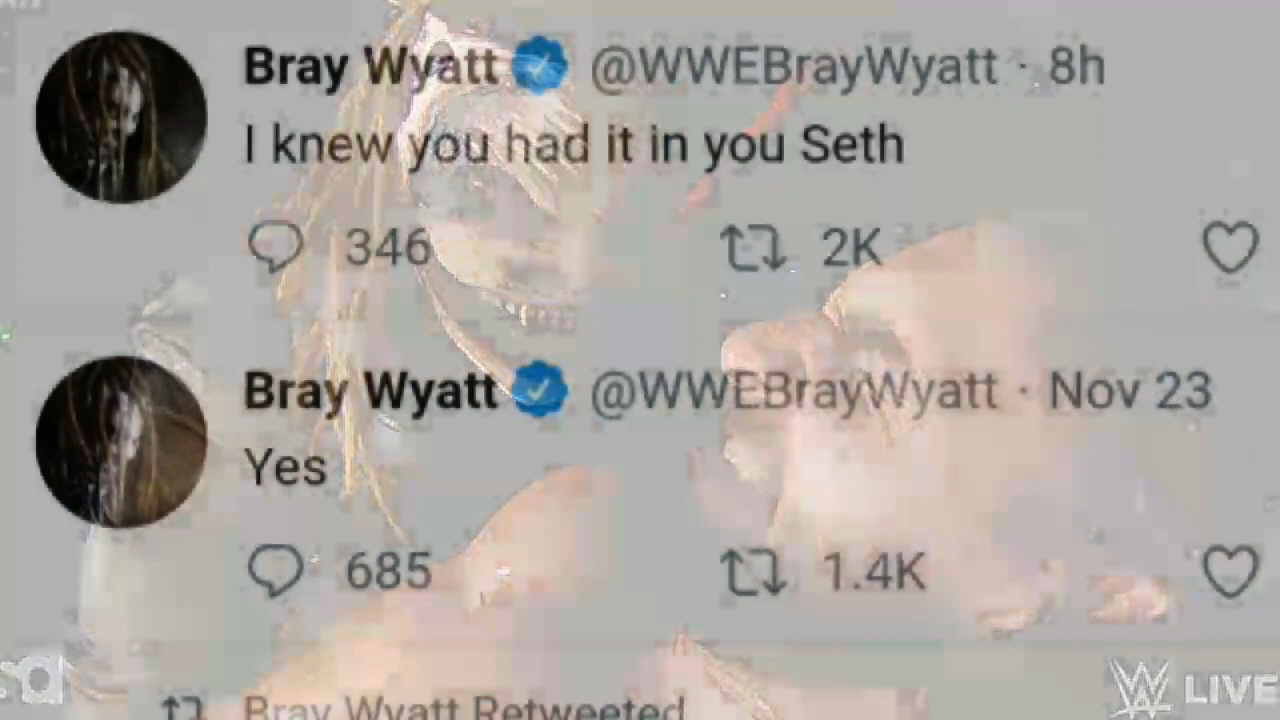 Bray Wyatt @WWEBrayWyatt · 8h
I knew you had it in you Seth
346 2K
Bray Wyatt @WWEBrayWyatt · Nov 23
Yes
685 1.4K
W LIVE
Bray Wyatt Retweeted